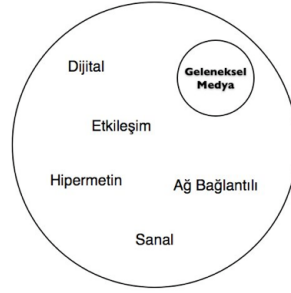 Dijital
Geleneksel
Medya
Etkileşim
Hipermetin
Ağ Bağlantılı
Sanal